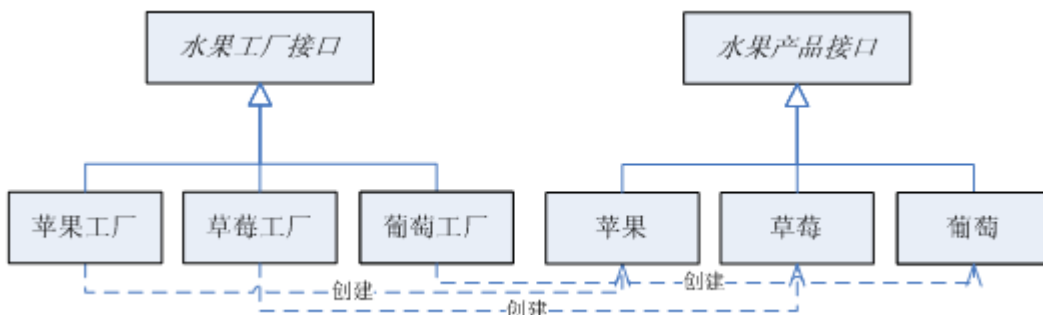 水果工厂接口
水果产品接口
苹果工厂
草莓工厂
葡萄工厂
苹果
草莓
葡萄
创建
创建
创建